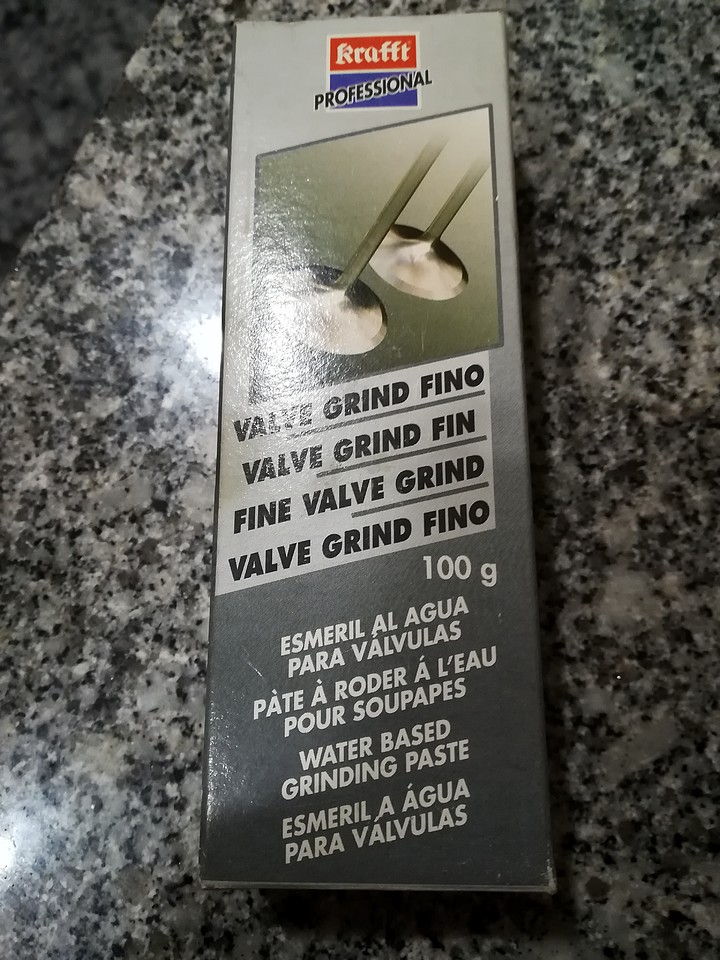 Krafft
PROFESSIONAL
VALVE GRIND FINO
VALVE GRIND FIN
FINE VALVE GRIND
VALVE GRIND FINO
100 g
ESMERIL AL AGUA
PARA VÁLVULAS
PÀTE À RODER Á L'EAU
POUR SOUPAPES
WATER BASED
GRINDING PASTE
ESMERIL A ÁGUA
PARA VÁLVULAS